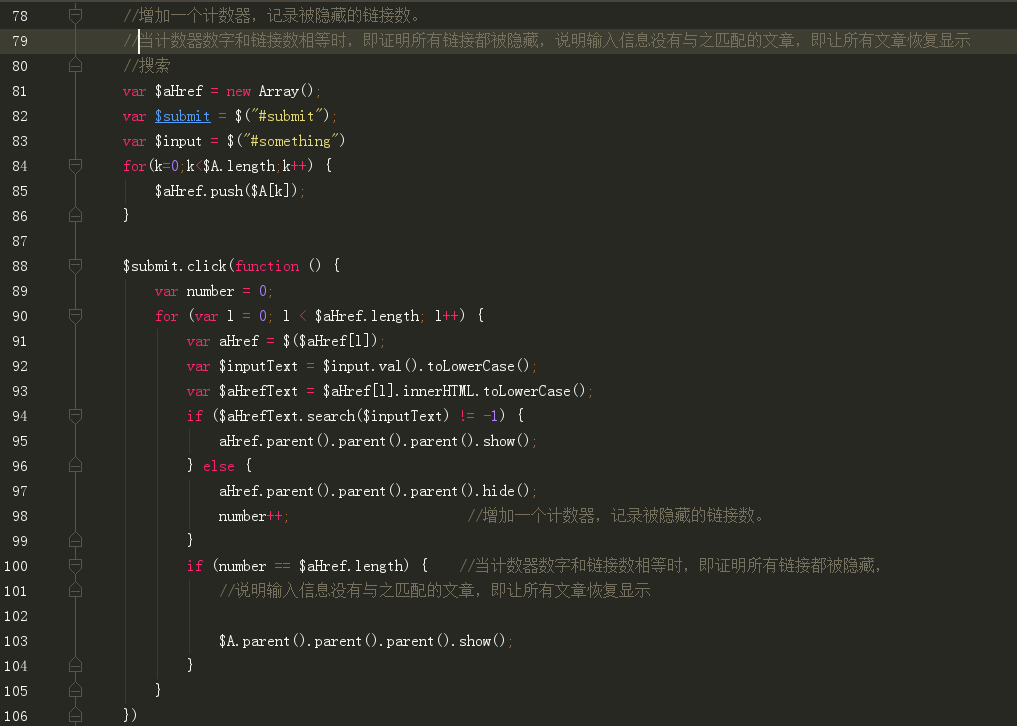 78 //增加一个计数器，记录被隐藏的链接数。
79 //当计数器数字和链接数相等时，即证明所有链接都被隐藏，说明输入信息没有与之匹配的文章，即让所有文章恢复显示
80 //搜索
81 var $aHref = new Array();
82 var $submit = $("#submit");
83 var $input = $("#something")
84 for(k=0;k<$A.length;k++) {
85 $aHref.push($A[k]);
86 }
87
88 $submit.click(function () {
89 var number = 0;
90 for (var l = 0; l < $aHref.length; l++) {
91 var aHref = $($aHref[l]);
92 var $inputText = $input.val().toLowerCase();
93 var $aHrefText = $aHref[l].innerHTML.toLowerCase();
94 if ($aHrefText.search($inputText) != -1) {
95 aHref.parent().parent().parent().show();
96 } else {
97 aHref.parent().parent().parent().hide();
98 number++; //增加一个计数器，记录被隐藏的链接数。
99 }
100 if (number == $aHref.length) { //当计数器数字和链接数相等时，即证明所有链接都被隐藏，
101 //说明输入信息没有与之匹配的文章，即让所有文章恢复显示
102
103 $A.parent().parent().parent().show();
104 }
105 }
106 })